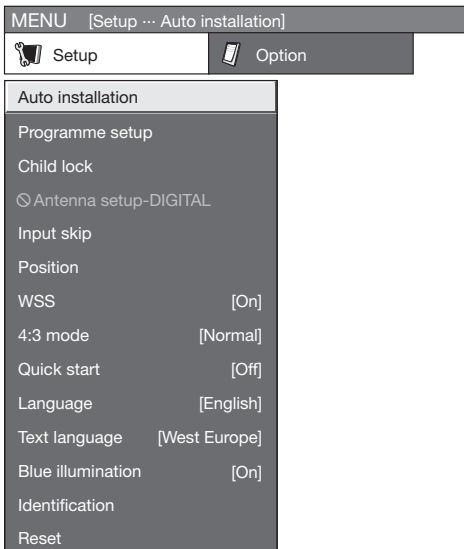 MENU [Setup ··· Auto installation]
Setup Option
Auto installation
Programme setup
Child lock
Antenna setup-DIGITAL
Input skip
Position
WSS [On]
4:3 mode [Normal]
Quick start [Off]
Language [English]
Text language [West Europe]
Blue illumination [On]
Identification
Reset